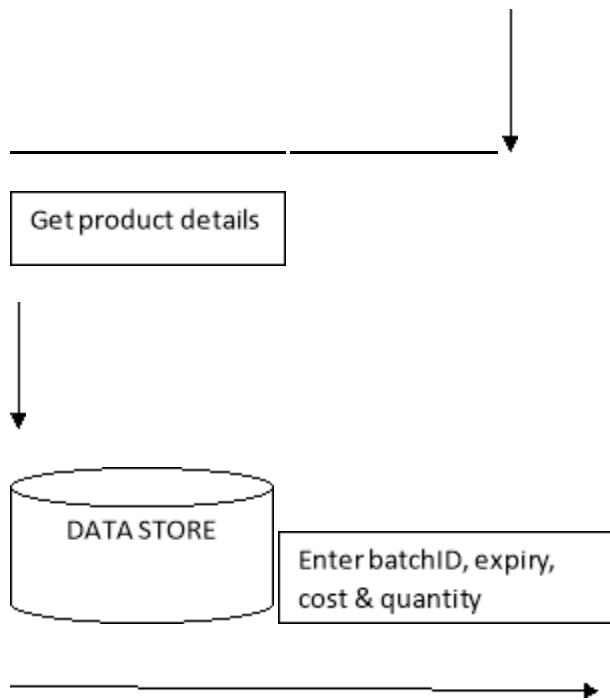 Get product details
DATA STORE
Enter batchID, expiry,
cost & quantity